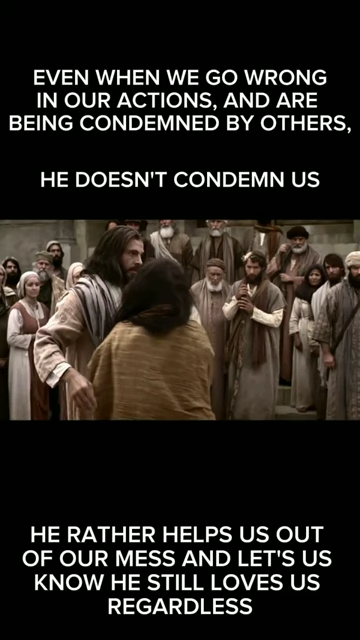 EVEN WHEN WE GO WRONG
IN OUR ACTIONS, AND ARE
BEING CONDEMNED BY OTHERS,
HE DOESN'T CONDEMN US
HE RATHER HELPS US OUT
OF OUR MESS AND LET'S US
KNOW HE STILL LOVES US
REGARDLESS